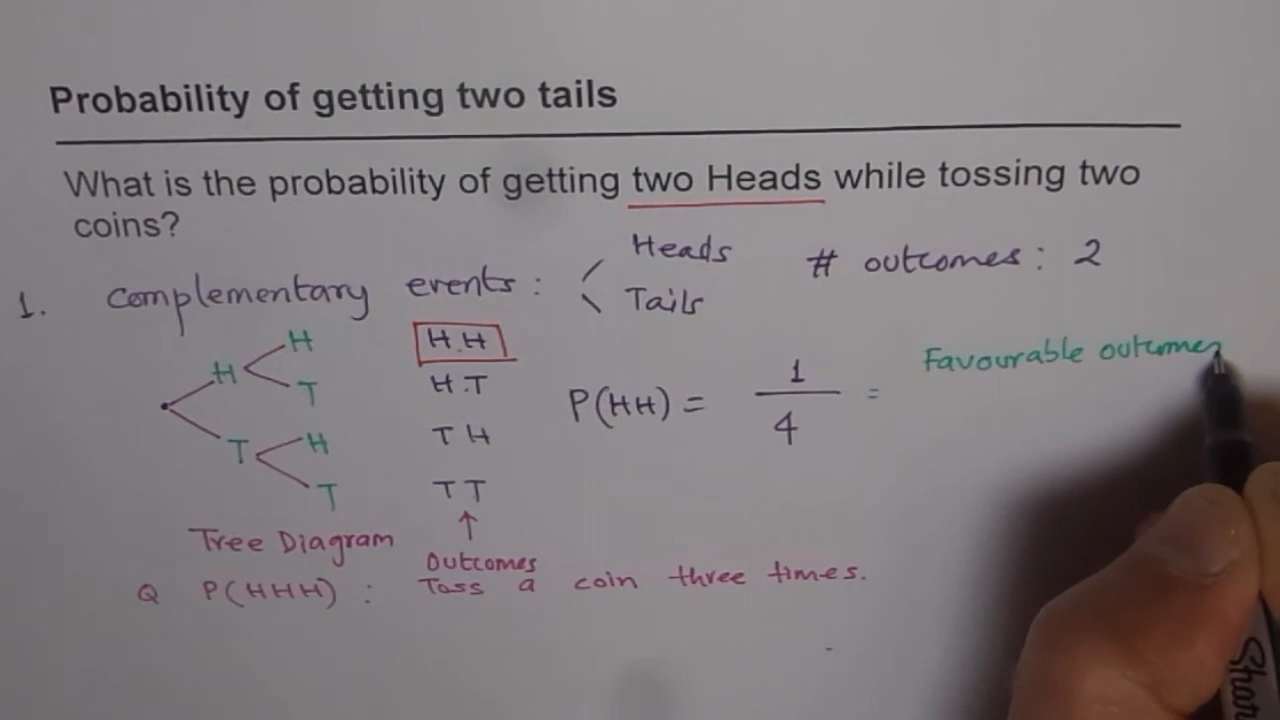 Probability of getting two tails
What is the probability of getting two Heads while tossing two
coins?
1. Complementary events : Heads # outcomes : 2
Tails
H H H H
H T H T P(HH) = 1/4 = Favourable outcomes
T H T H
T T T
Tree Diagram ↑
Outcomes
Q P(HHH) : Toss a coin three times.
Shar